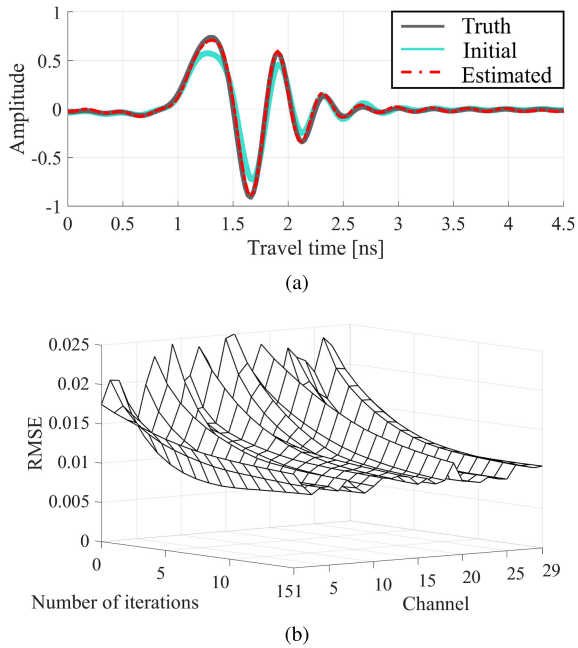 1
0.5
0
-0.5
-1
Amplitude
Truth
Initial
Estimated
0 0.5 1 1.5 2 2.5 3 3.5 4 4.5
Travel time [ns]
(a)
0.025
0.02
0.015
0.01
0.005
0
RMSE
0 5 10 151 5 10 15 20 25 29
Number of iterations
Channel
(b)